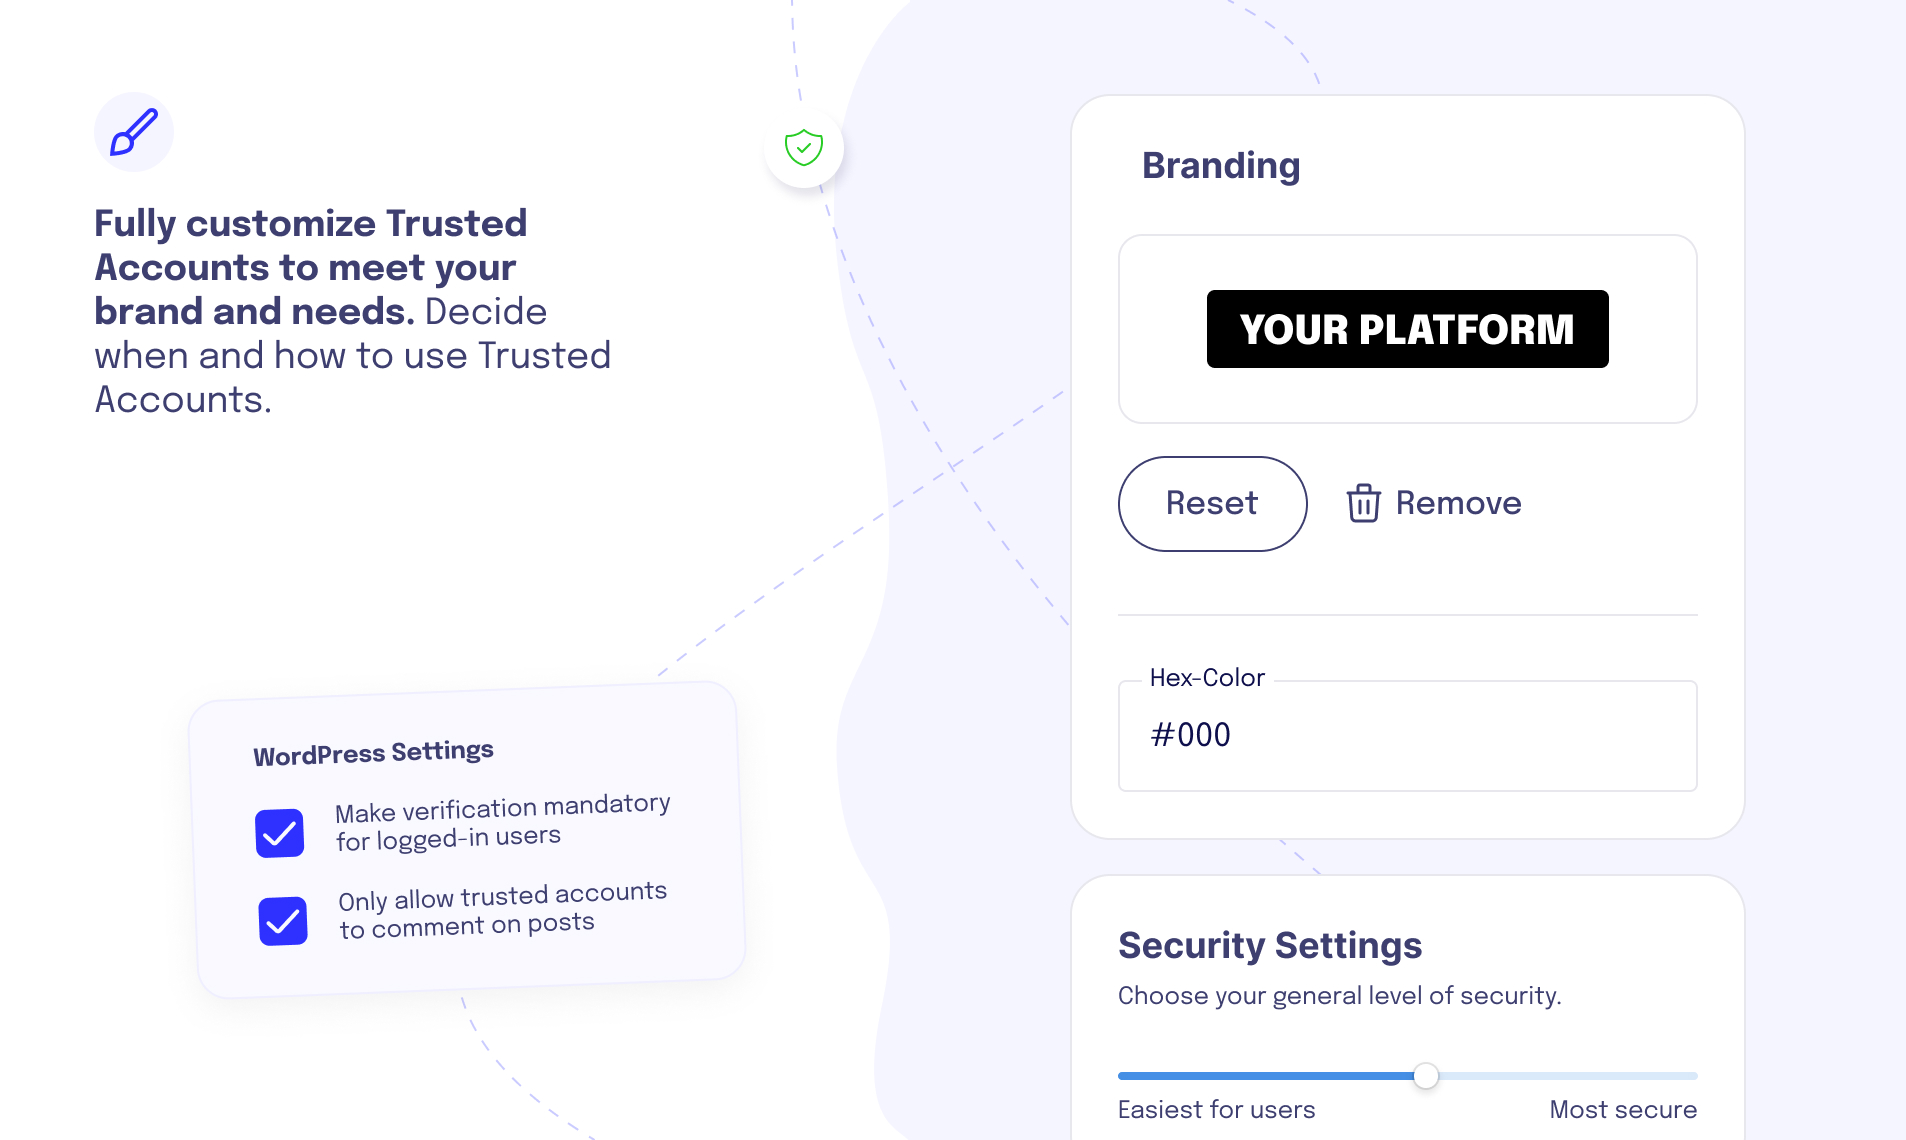 Fully customize Trusted
Accounts to meet your
brand and needs. Decide
when and how to use Trusted
Accounts.
WordPress Settings
Make verification mandatory
for logged-in users
Only allow trusted accounts
to comment on posts
Branding
YOUR PLATFORM
Reset
Remove
Hex-Color
#000
Security Settings
Choose your general level of security.
Easiest for users
Most secure